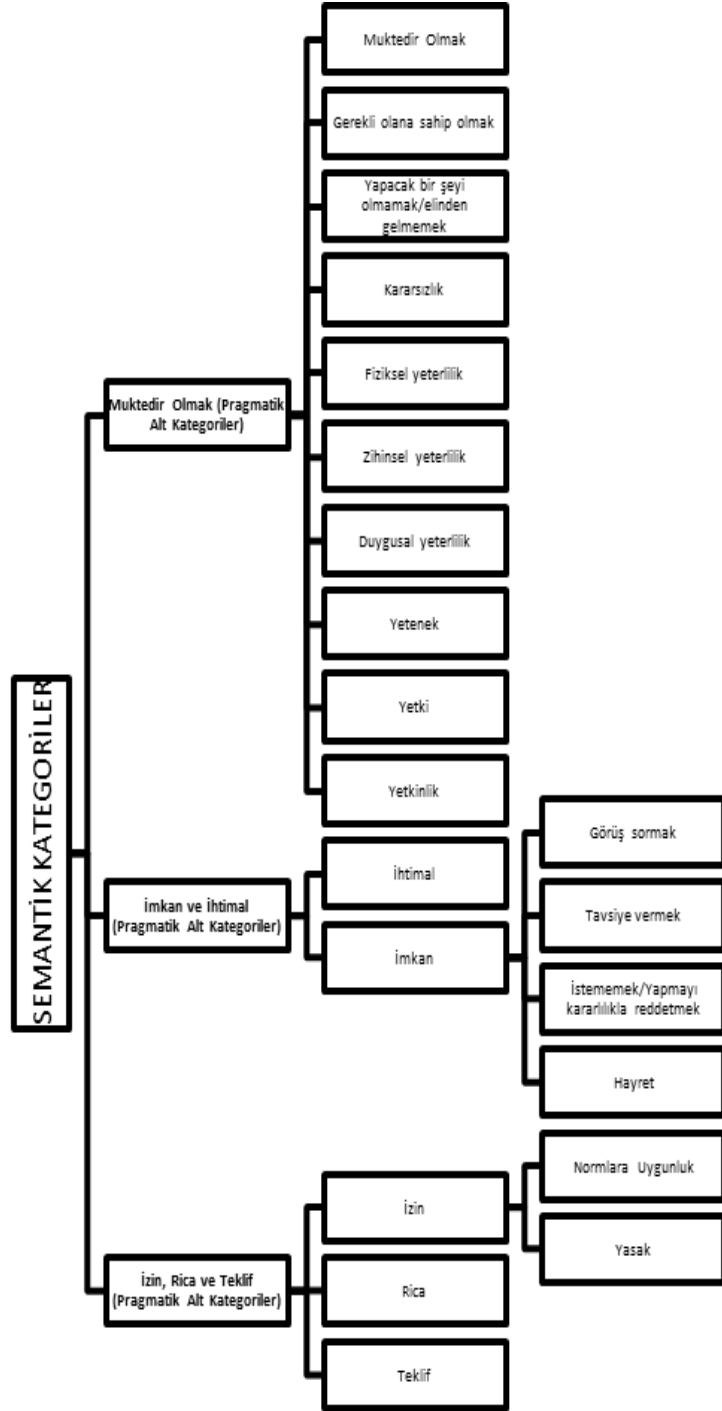 SEMANTİK KATEGORİLER
Muktedir Olmak (Pragmatik
Alt Kategoriler)
Muktedir Olmak
Gerekli olana sahip olmak
Yapacak bir şeyi
olmamak/elinden
gelmemek
Kararsızlık
Fiziksel yeterlilik
Zihinsel yeterlilik
Duygusal yeterlilik
Yetenek
Yetki
Yetkinlik
İmkan ve İhtimal
(Pragmatik Alt Kategoriler)
İhtimal
İmkan
Görüş sormak
Tavsiye vermek
İstememek/Yapmayı
kararlılıkla reddetmek
Hayret
İzin, Rica ve Teklif
(Pragmatik Alt Kategoriler)
İzin
Normlara Uygunluk
Yasak
Rica
Teklif